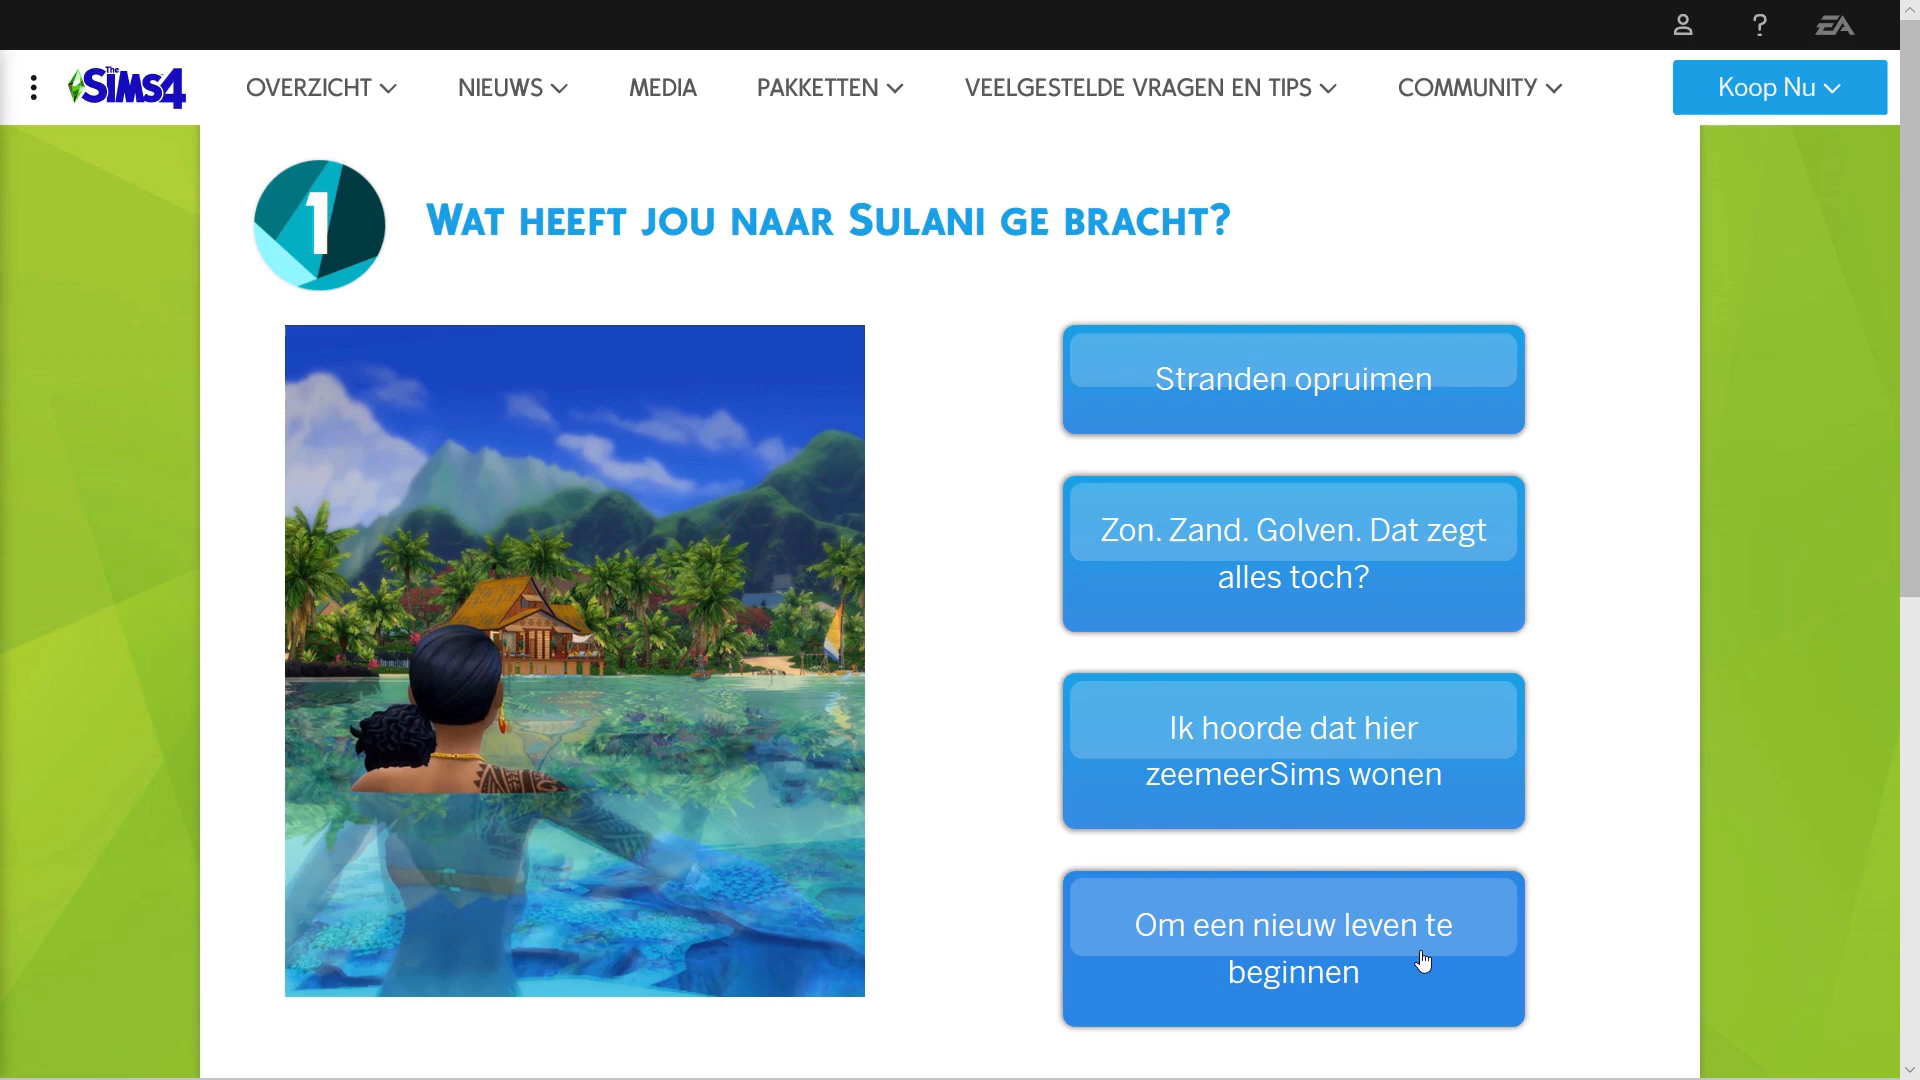 The SiMS4
OVERZICHT
NIEUWS
MEDIA
PAKKETTEN
VEELGESTELDE VRAGEN EN TIPS
COMMUNITY
Koop Nu
?
EA
1
WAT HEEFT JOU NAAR SULANI GE BRACHT?
Stranden opruimen
Zon. Zand. Golven. Dat zegt
alles toch?
Ik hoorde dat hier
zeemeerSims wonen
Om een nieuw leven te
beginnen